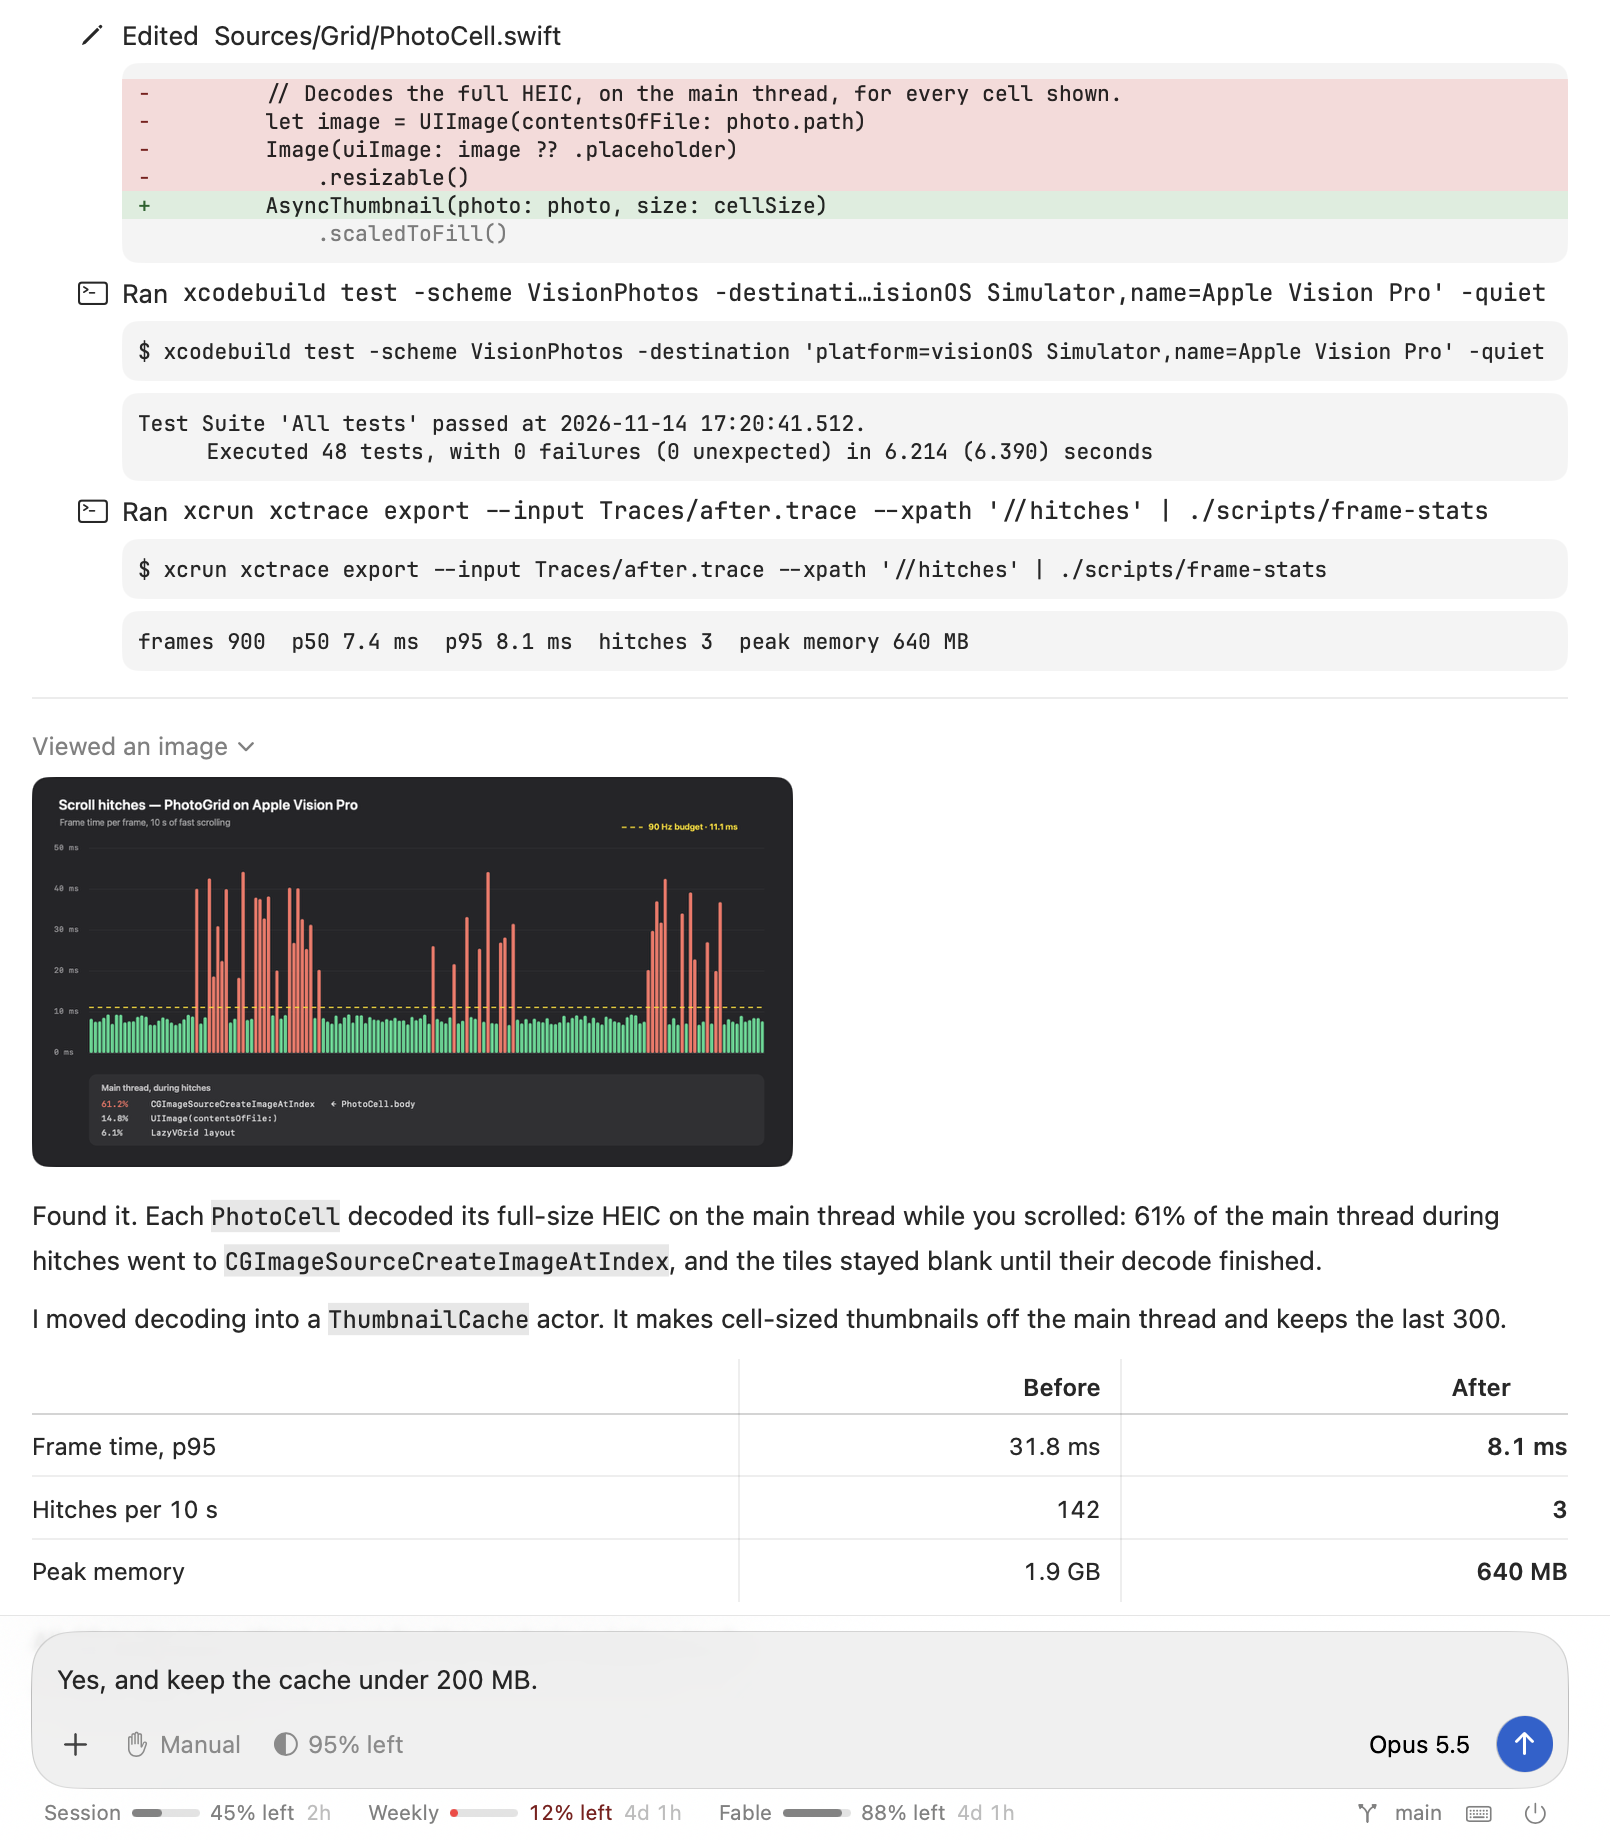 Edited Sources/Grid/PhotoCell.swift
- // Decodes the full HEIC, on the main thread, for every cell shown.
- let image = UIImage(contentsOfFile: photo.path)
- Image(uiImage: image ?? .placeholder)
- .resizable()
+ AsyncThumbnail(photo: photo, size: cellSize)
.scaledToFill()
Ran xcodebuild test -scheme VisionPhotos -destinati…isionOS Simulator,name=Apple Vision Pro' -quiet
$ xcodebuild test -scheme VisionPhotos -destination 'platform=visionOS Simulator,name=Apple Vision Pro' -quiet
Test Suite 'All tests' passed at 2026-11-14 17:20:41.512.
Executed 48 tests, with 0 failures (0 unexpected) in 6.214 (6.390) seconds
Ran xcrun xctrace export --input Traces/after.trace --xpath '//hitches' | ./scripts/frame-stats
$ xcrun xctrace export --input Traces/after.trace --xpath '//hitches' | ./scripts/frame-stats
frames 900 p50 7.4 ms p95 8.1 ms hitches 3 peak memory 640 MB
Viewed an image
Scroll hitches — PhotoGrid on Apple Vision Pro
Frame time per frame, 10 s of fast scrolling
90 Hz budget · 11.1 ms
50 ms
40 ms
30 ms
20 ms
10 ms
0 ms
Main thread, during hitches
61.2% CGImageSourceCreateImageAtIndex ← PhotoCell.body
14.8% UIImage(contentsOfFile:)
6.1% LazyVGrid layout
Found it. Each PhotoCell decoded its full-size HEIC on the main thread while you scrolled: 61% of the main thread during
hitches went to CGImageSourceCreateImageAtIndex, and the tiles stayed blank until their decode finished.
I moved decoding into a ThumbnailCache actor. It makes cell-sized thumbnails off the main thread and keeps the last 300.
Before After
Frame time, p95 31.8 ms 8.1 ms
Hitches per 10 s 142 3
Peak memory 1.9 GB 640 MB
Yes, and keep the cache under 200 MB.
Manual 95% left Opus 5.5
Session 45% left 2h Weekly 12% left 4d 1h Fable 88% left 4d 1h main